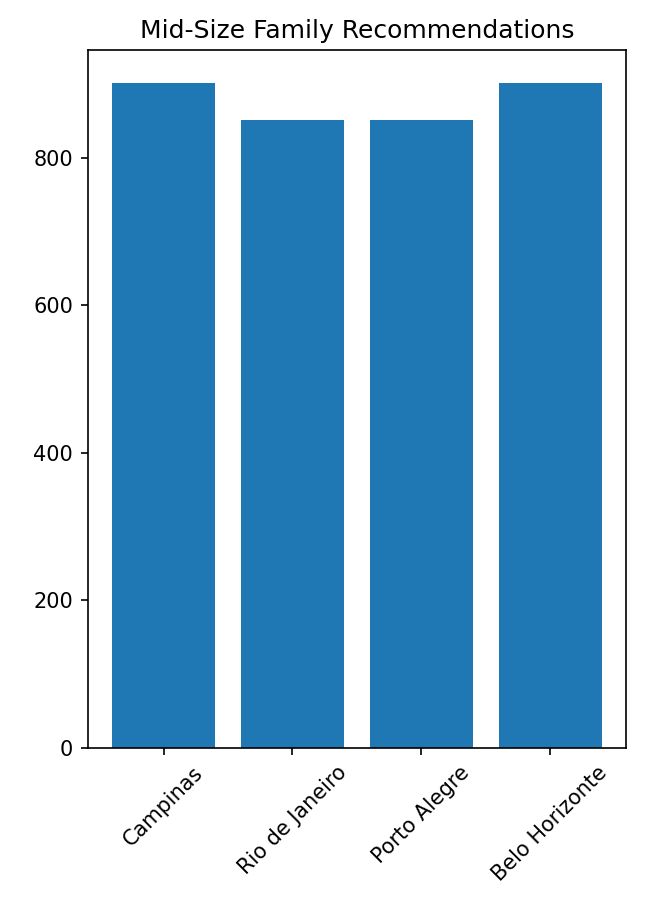 Mid-Size Family Recommendations
800
600
400
200
0
Campinas
Rio de Janeiro
Porto Alegre
Belo Horizonte